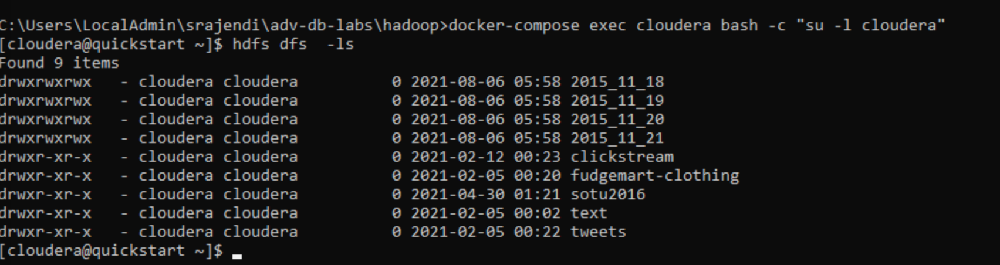 C:\Users\LocalAdmin\srajendi\adv-db-labs\hadoop>docker-compose exec cloudera bash -c "su -l cloudera"
[cloudera@quickstart ~]$ hdfs dfs  -ls
Found 9 items
drwxrwxrwx   - cloudera cloudera          0 2021-08-06 05:58 2015_11_18
drwxrwxrwx   - cloudera cloudera          0 2021-08-06 05:58 2015_11_19
drwxrwxrwx   - cloudera cloudera          0 2021-08-06 05:58 2015_11_20
drwxrwxrwx   - cloudera cloudera          0 2021-08-06 05:58 2015_11_21
drwxr-xr-x   - cloudera cloudera          0 2021-02-12 00:23 clickstream
drwxr-xr-x   - cloudera cloudera          0 2021-02-05 00:20 fudgemart-clothing
drwxr-xr-x   - cloudera cloudera          0 2021-04-30 01:21 sotu2016
drwxr-xr-x   - cloudera cloudera          0 2021-02-05 00:02 text
drwxr-xr-x   - cloudera cloudera          0 2021-02-05 00:22 tweets
[cloudera@quickstart ~]$